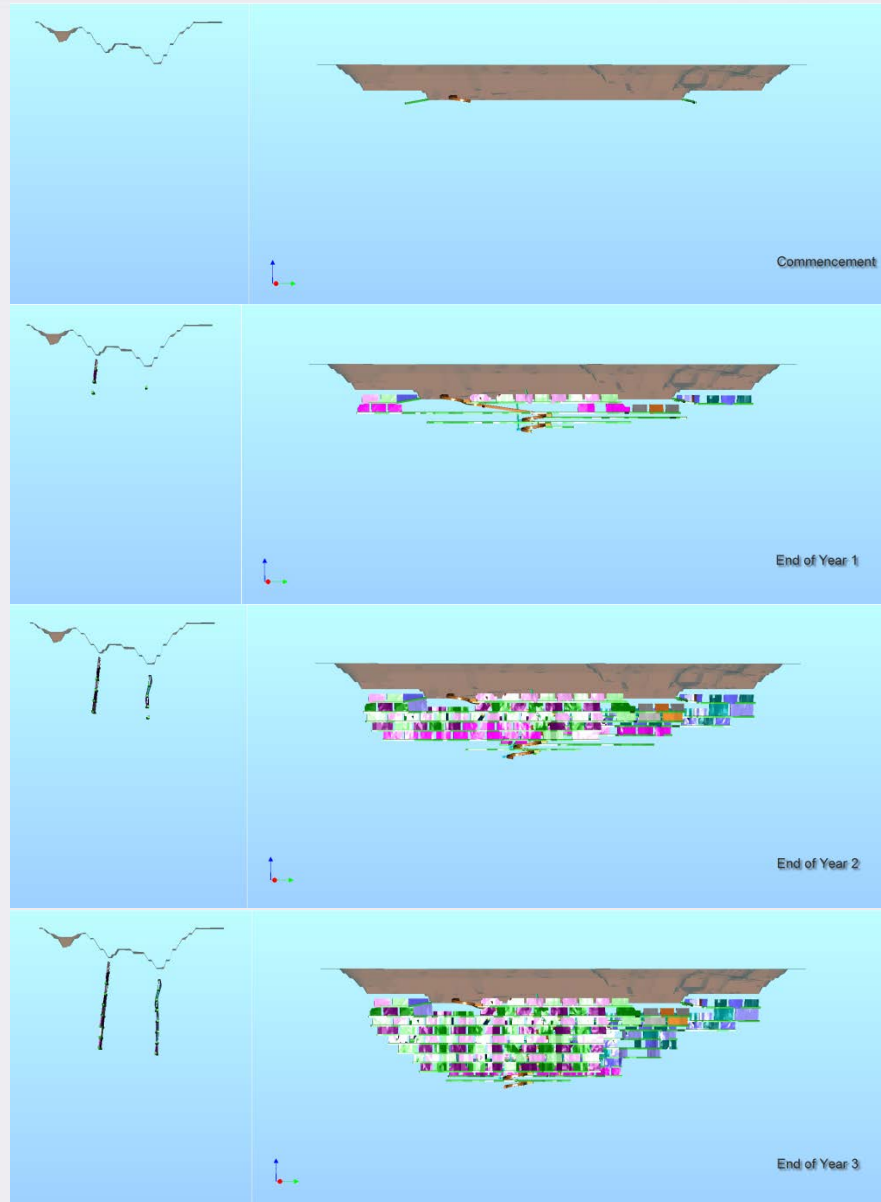 Commencement
End of Year 1
End of Year 2
End of Year 3